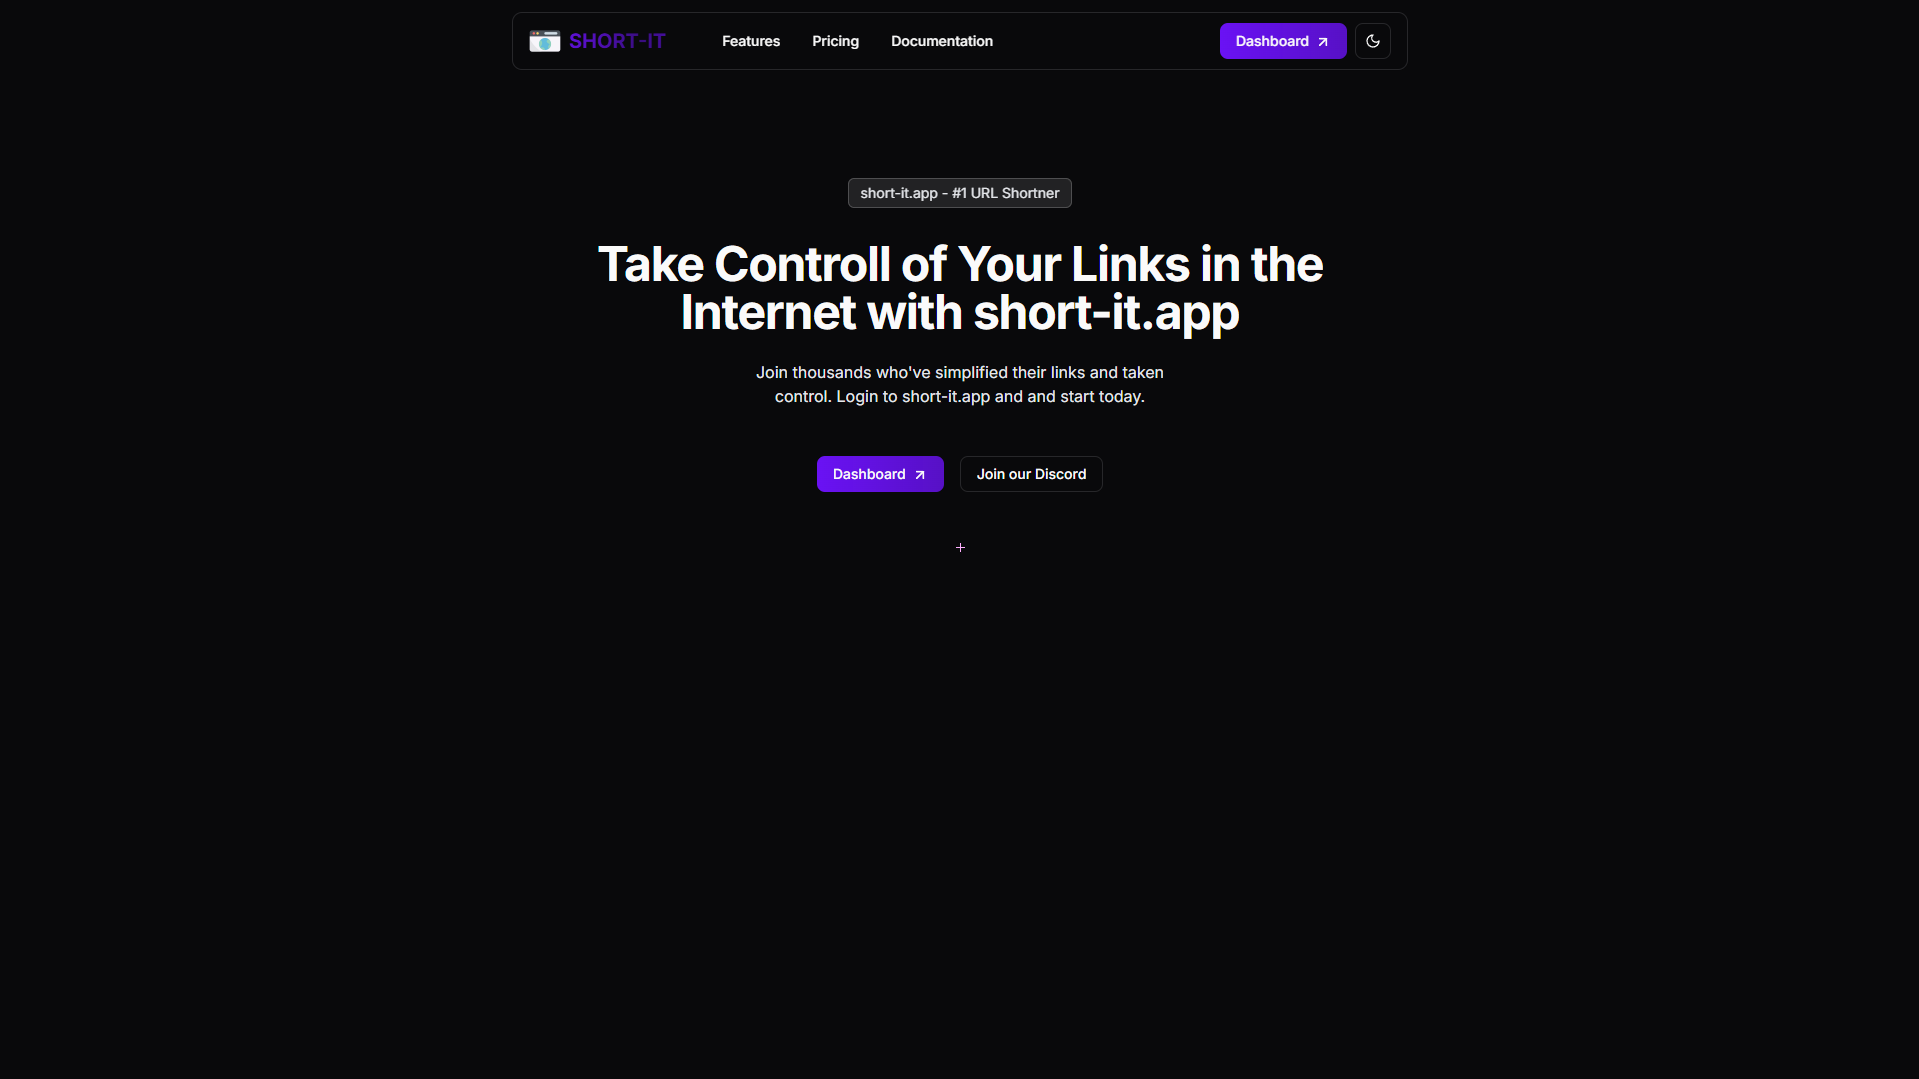 SHORT-IT
Features
Pricing
Documentation
Dashboard
short-it.app - #1 URL Shortner
Take Controll of Your Links in the
Internet with short-it.app
Join thousands who've simplified their links and taken
control. Login to short-it.app and and start today.
Dashboard
Join our Discord